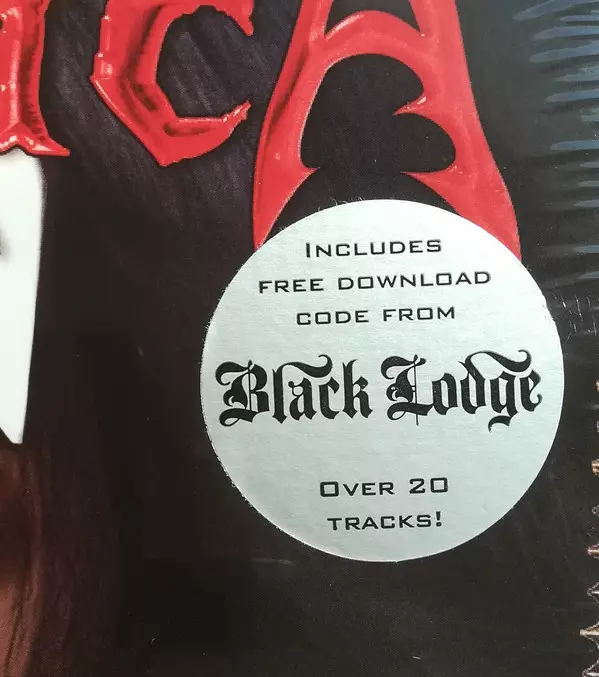 INCLUDES
FREE DOWNLOAD
CODE FROM
Black Lodge
OVER 20
TRACKS!